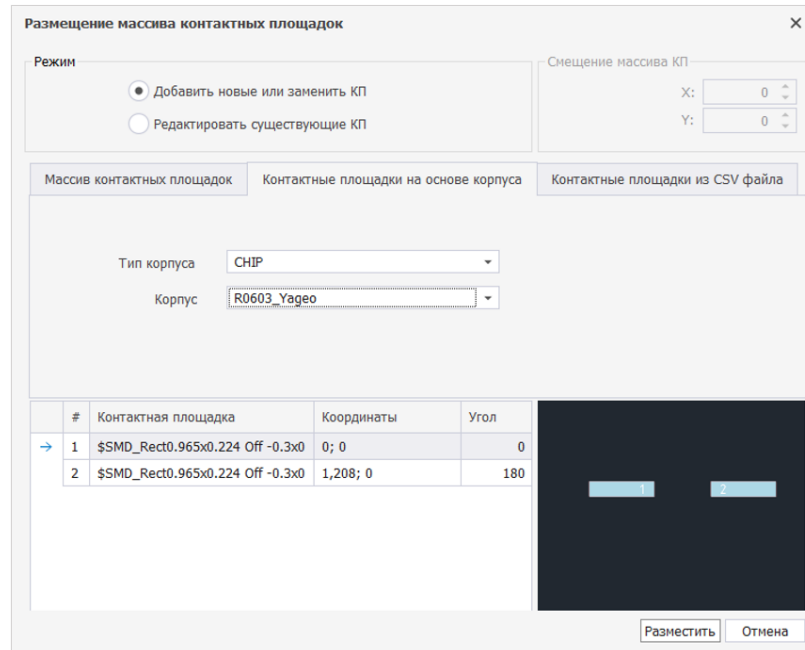 Размещение массива контактных площадок
Режим
Добавить новые или заменить КП
Редактировать существующие КП
Смещение массива КП
X: 0
Y: 0
Массив контактных площадок Контактные площадки на основе корпуса Контактные площадки из CSV файла
Тип корпуса CHIP
Корпус R0603_Yageo
# Контактная площадка Координаты Угол
1 $SMD_Rect0.965x0.224 Off -0.3x0 0; 0 0
2 $SMD_Rect0.965x0.224 Off -0.3x0 1,208; 0 180
1 2
Разместить Отмена